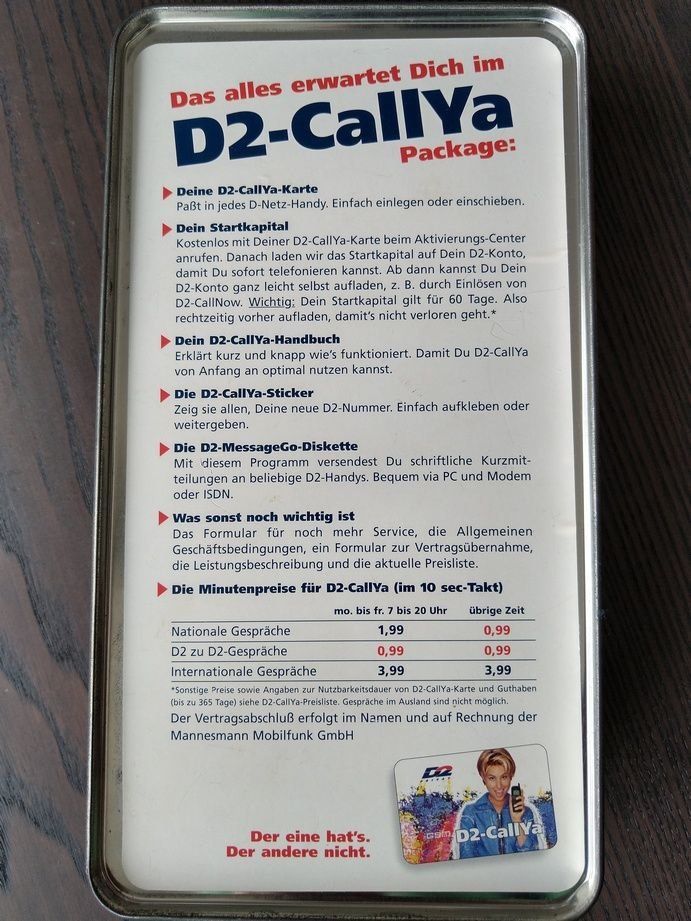 Das alles erwartet Dich im
D2-CallYa
Package:
Deine D2-CallYa-Karte
Paßt in jedes D-Netz-Handy. Einfach einlegen oder einschieben.
Dein Startkapital
Kostenlos mit Deiner D2-CallYa-Karte beim Aktivierungs-Center
anrufen. Danach laden wir das Startkapital auf Dein D2-Konto,
damit Du sofort telefonieren kannst. Ab dann kannst Du Dein
D2-Konto ganz leicht selbst aufladen, z. B. durch Einlösen von
D2-CallNow. Wichtig: Dein Startkapital gilt für 60 Tage. Also
rechtzeitig vorher aufladen, damit's nicht verloren geht.*
Dein D2-CallYa-Handbuch
Erklärt kurz und knapp wie's funktioniert. Damit Du D2-CallYa
von Anfang an optimal nutzen kannst.
Die D2-CallYa-Sticker
Zeig sie allen, Deine neue D2-Nummer. Einfach aufkleben oder
weitergeben.
Die D2-MessageGo-Diskette
Mit diesem Programm versendest Du schriftliche Kurzmit-
teilungen an beliebige D2-Handys. Bequem via PC und Modem
oder ISDN.
Was sonst noch wichtig ist
Das Formular für noch mehr Service, die Allgemeinen
Geschäftsbedingungen, ein Formular zur Vertragsübernahme,
die Leistungsbeschreibung und die aktuelle Preisliste.
Die Minutenpreise für D2-CallYa (im 10 sec-Takt)
mo. bis fr. 7 bis 20 Uhr übrige Zeit
Nationale Gespräche 1,99 0,99
D2 zu D2-Gespräche 0,99 0,99
Internationale Gespräche 3,99 3,99
*Sonstige Preise sowie Angaben zur Nutzbarkeitsdauer von D2-CallYa-Karte und Guthaben
(bis zu 365 Tage) siehe D2-CallYa-Preisliste. Gespräche im Ausland sind nicht möglich.
Der Vertragsabschluß erfolgt im Namen und auf Rechnung der
Mannesmann Mobilfunk GmbH
D2
PRIVAT
GSM
D2-CallYa
Der eine hat's.
Der andere nicht.